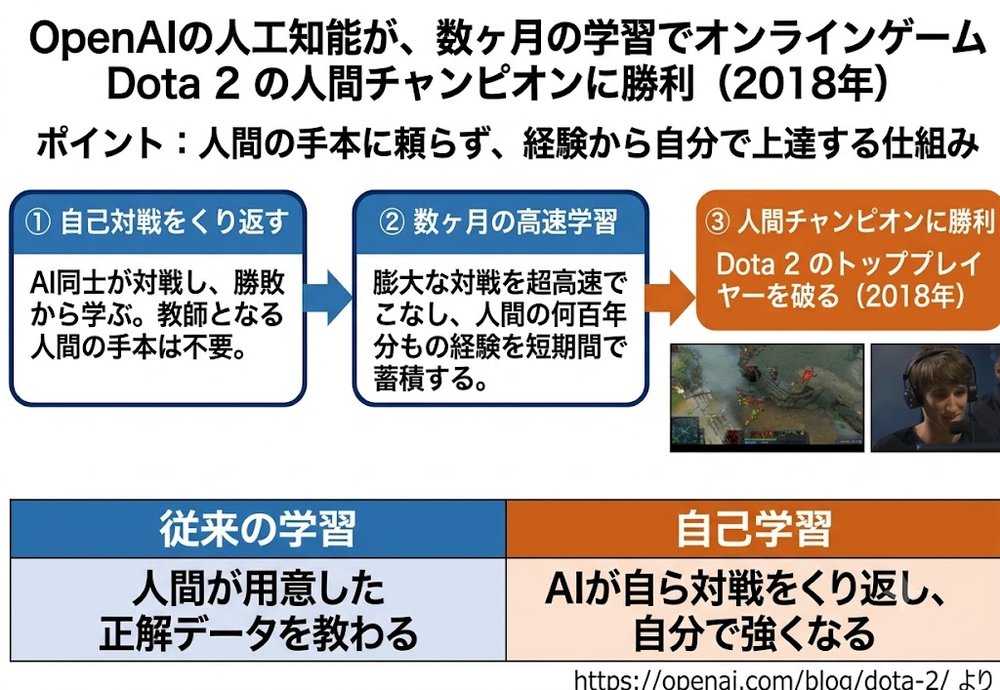 OpenAIの人工知能が、数ヶ月の学習でオンラインゲーム
Dota 2 の人間チャンピオンに勝利（2018年）
ポイント：人間の手本に頼らず、経験から自分で上達する仕組み
① 自己対戦をくり返す
AI同士が対戦し、勝敗
から学ぶ。教師となる
人間の手本は不要。
② 数ヶ月の高速学習
膨大な対戦を超高速で
こなし、人間の何百年
分もの経験を短期間で
蓄積する。
③ 人間チャンピオンに勝利
Dota 2 のトッププレイ
ヤーを破る（2018年）
従来の学習
自己学習
人間が用意した
正解データを教わる
AIが自ら対戦をくり返し、
自分で強くなる
https://openai.com/blog/dota-2/ より